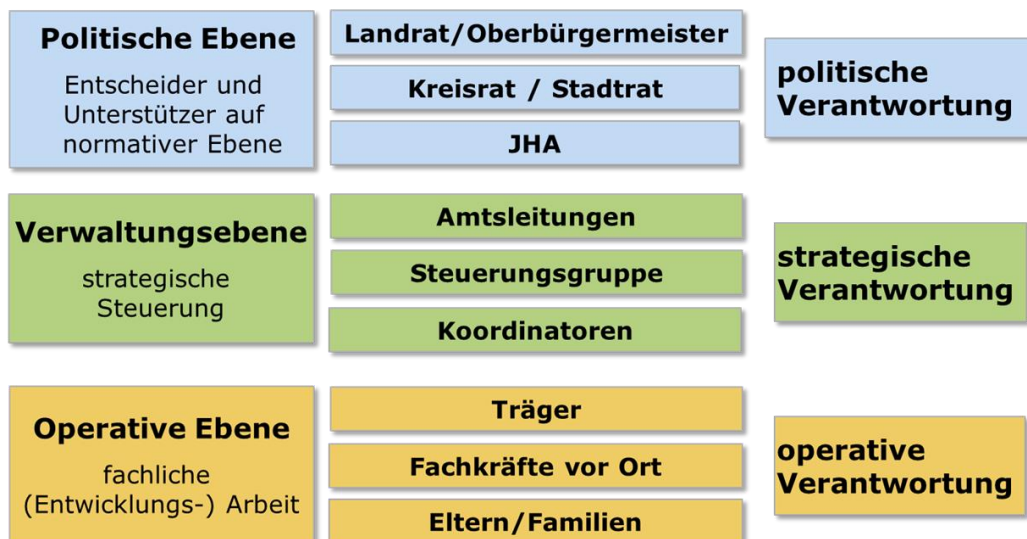 Politische Ebene
Entscheider und
Unterstützer auf
normativer Ebene
Landrat/Oberbürgermeister
Kreisrat / Stadtrat
JHA
politische
Verantwortung
Verwaltungsebene
strategische
Steuerung
Amtsleitungen
Steuerungsgruppe
Koordinatoren
strategische
Verantwortung
Operative Ebene
fachliche
(Entwicklungs-) Arbeit
Träger
Fachkräfte vor Ort
Eltern/Familien
operative
Verantwortung